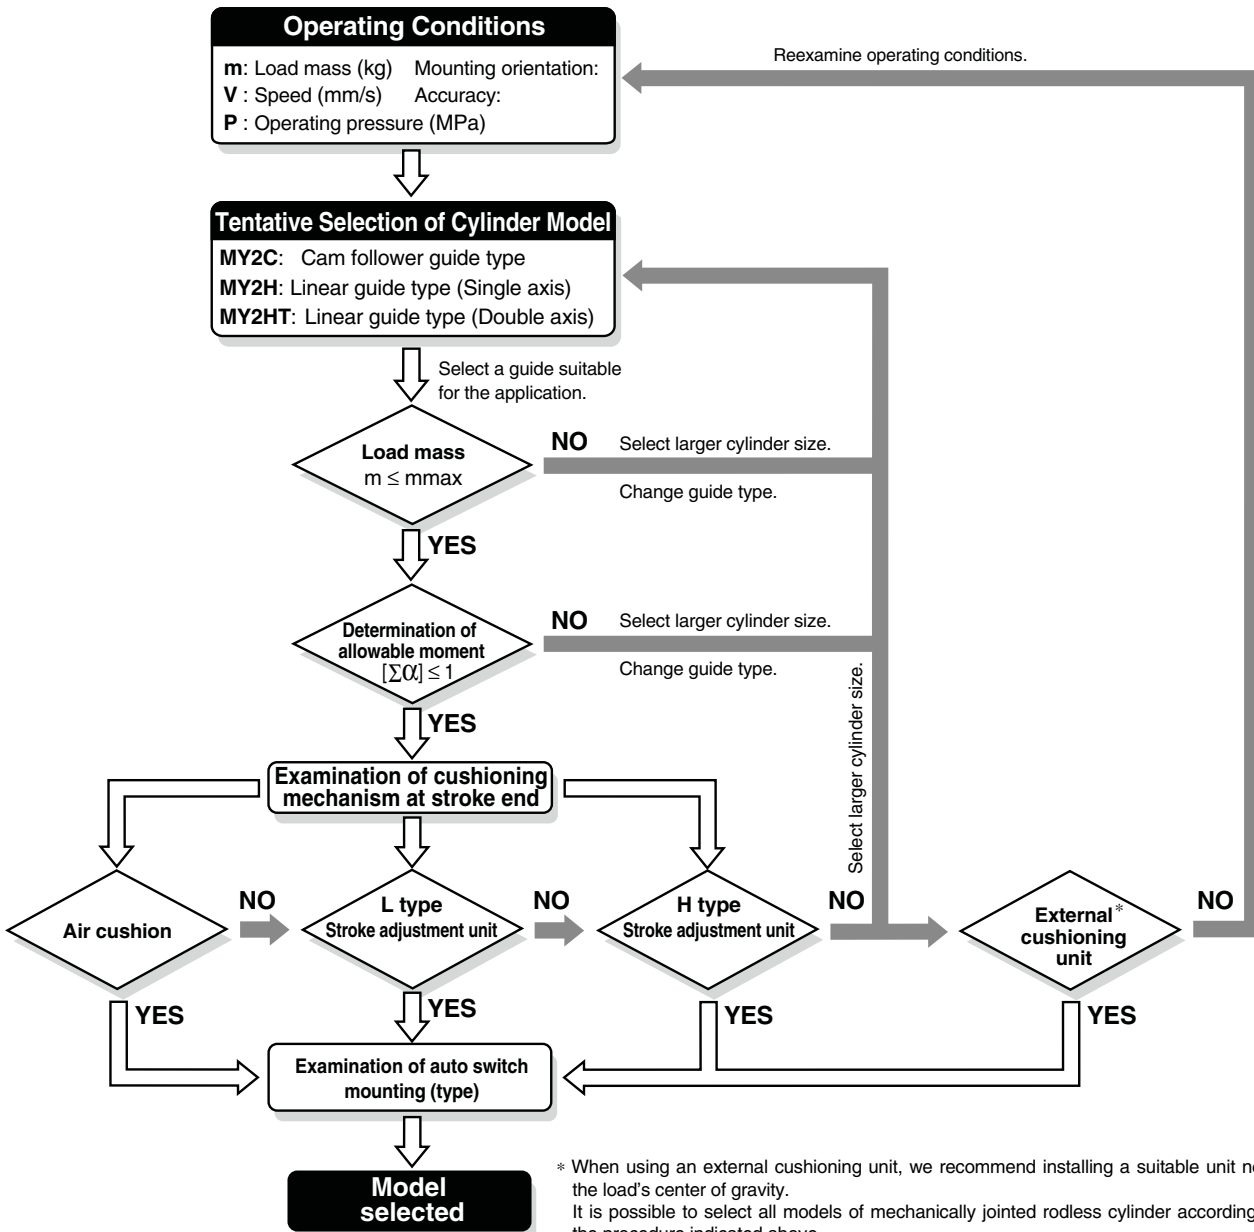 Operating Conditions
m: Load mass (kg) Mounting orientation:
V : Speed (mm/s) Accuracy:
P : Operating pressure (MPa)
Reexamine operating conditions.
Tentative Selection of Cylinder Model
MY2C: Cam follower guide type
MY2H: Linear guide type (Single axis)
MY2HT: Linear guide type (Double axis)
Select a guide suitable
for the application.
Load mass
m ≤ mmax
NO
Select larger cylinder size.
Change guide type.
YES
Determination of
allowable moment
[Σα] ≤ 1
NO
Select larger cylinder size.
Change guide type.
YES
Select larger cylinder size.
Examination of cushioning
mechanism at stroke end
Air cushion
NO
L type
Stroke adjustment unit
NO
H type
Stroke adjustment unit
NO
External*
cushioning
unit
NO
YES
YES
YES
YES
Examination of auto switch
mounting (type)
Model
selected
* When using an external cushioning unit, we recommend installing a suitable unit
the load's center of gravity.
It is possible to select all models of mechanically jointed rodless cylinder according
the procedure indicated above.